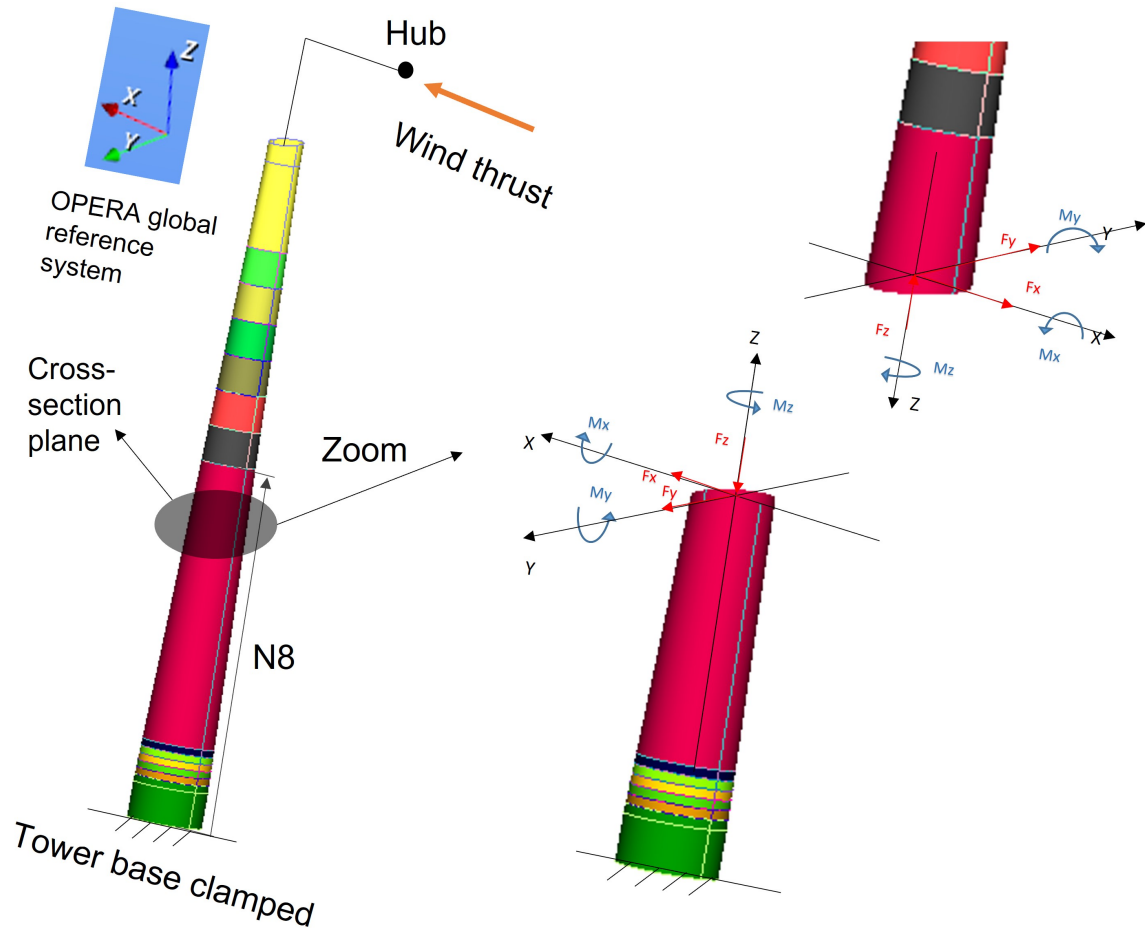 Z
X
Y
OPERA global
reference
system
Hub
Wind thrust
Cross-
section
plane
Zoom
N8
Tower base clamped
My
Y
Fy
Fx
X
Mx
Fz
Mz
Z
Z
Mz
Fz
Mx
X
Fx
Fy
My
Y